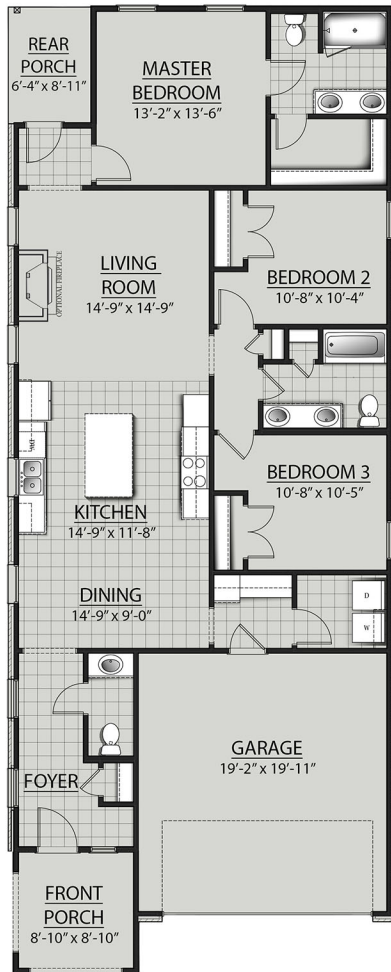 REAR
PORCH
6'-4" x 8'-11"
MASTER
BEDROOM
13'-2" x 13'-6"
LIVING
ROOM
14'-9" x 14'-9"
OPTIONAL FIREPLACE
BEDROOM 2
10'-8" x 10'-4"
KITCHEN
14'-9" x 11'-8"
BEDROOM 3
10'-8" x 10'-5"
DINING
14'-9" x 9'-0"
D
W
GARAGE
19'-2" x 19'-11"
FOYER
FRONT
PORCH
8'-10" x 8'-10"